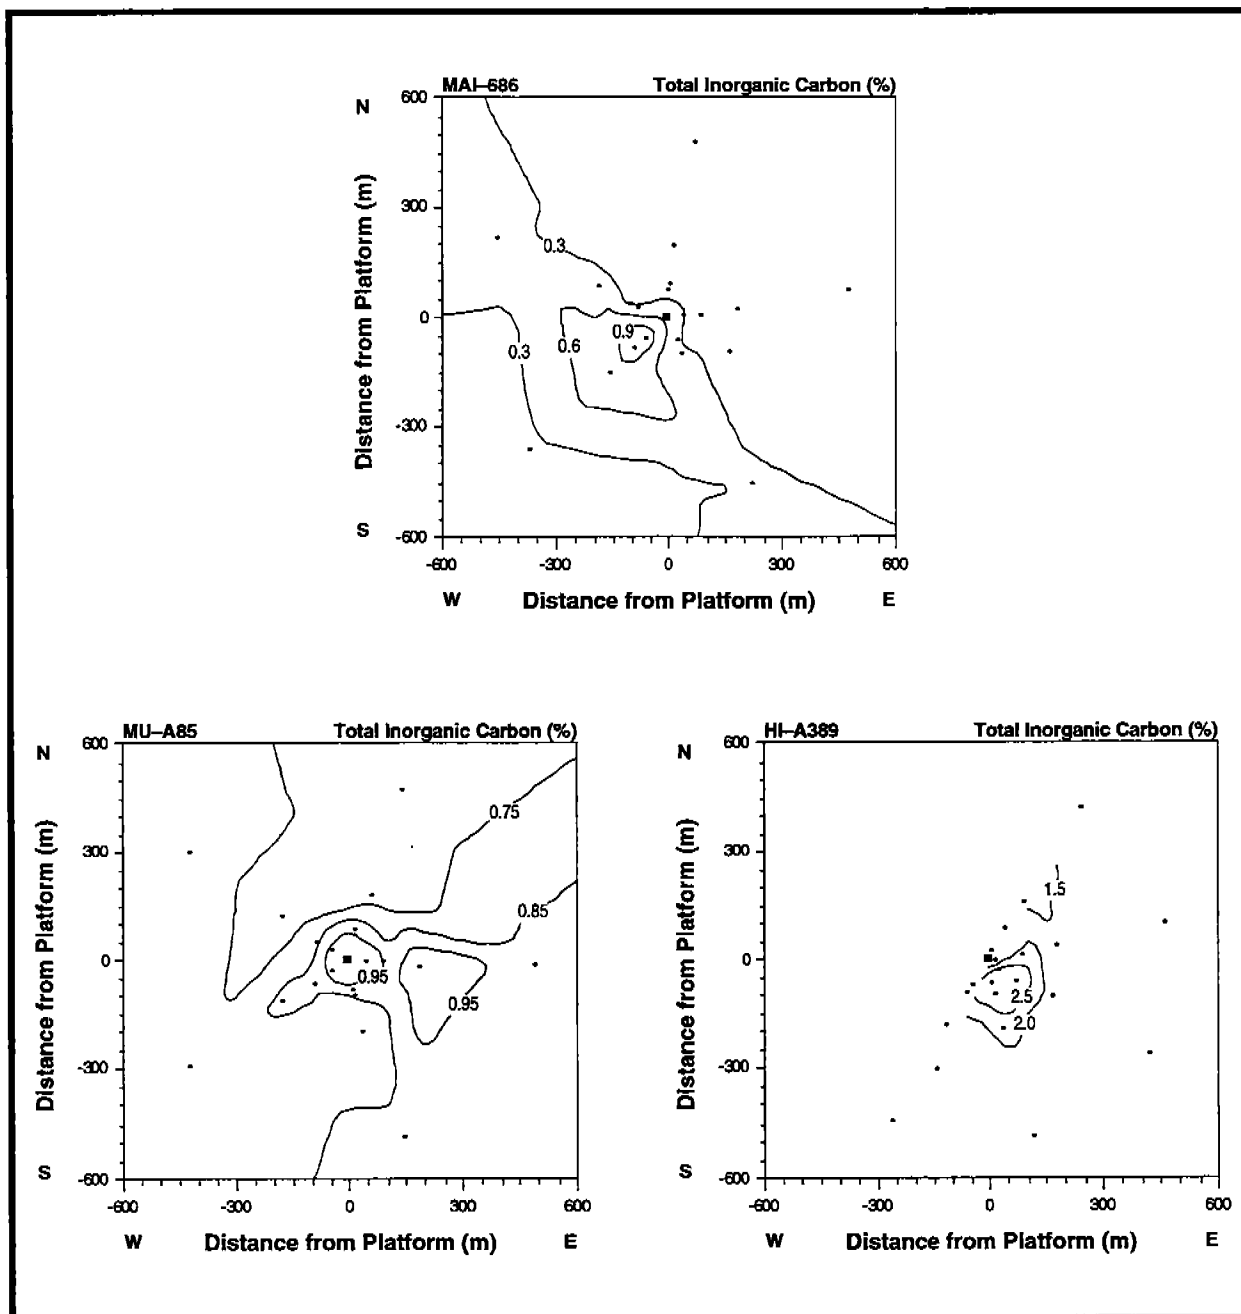 MAI–686 Total Inorganic Carbon (%)
N
600
300
0
-300
-600
S
Distance from Platform (m)
0.3
0.9
0.6
0.3
-600 -300 0 300 600
W Distance from Platform (m) E
MU–A85 Total Inorganic Carbon (%)
N
600
300
0
-300
-600
S
Distance from Platform (m)
0.75
0.85
0.95
0.95
-600 -300 0 300 600
W Distance from Platform (m) E
HI–A389 Total Inorganic Carbon (%)
N
600
300
0
-300
-600
S
Distance from Platform (m)
1.5
2.5
2.0
-600 -300 0 300 600
W Distance from Platform (m) E